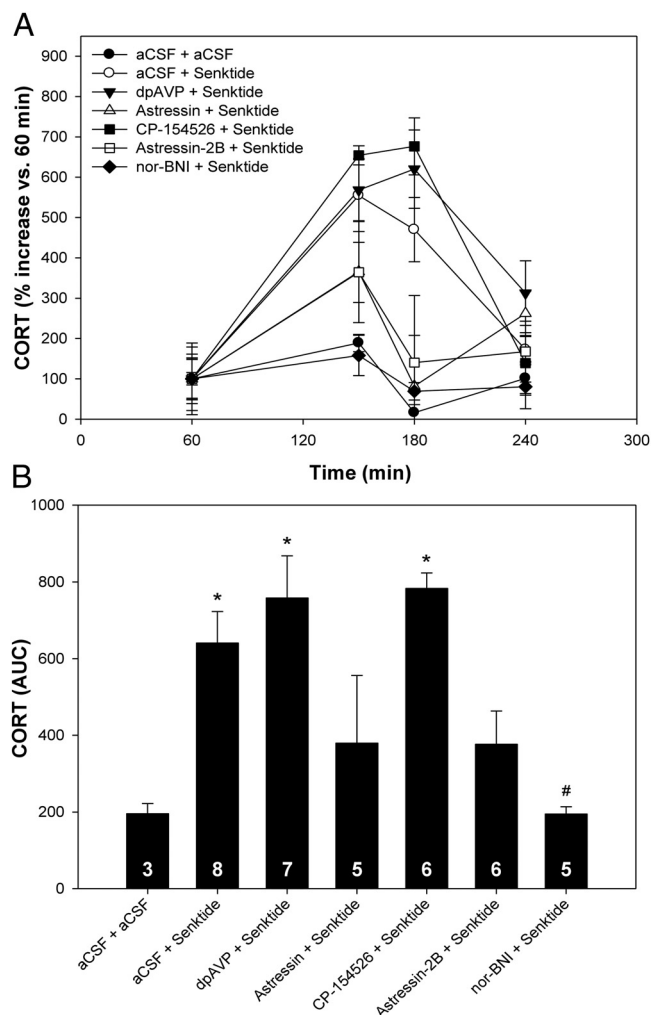 A
CORT (% increase vs. 60 min)
900
800
700
600
500
400
300
200
100
0
aCSF + aCSF
aCSF + Senktide
dpAVP + Senktide
Astressin + Senktide
CP-154526 + Senktide
Astressin-2B + Senktide
nor-BNI + Senktide
0 60 120 180 240 300
Time (min)
B
CORT (AUC)
1000
800
600
400
200
0
* * * #
3 8 7 5 6 6 5
aCSF + aCSF
aCSF + Senktide
dpAVP + Senktide
Astressin + Senktide
CP-154526 + Senktide
Astressin-2B + Senktide
nor-BNI + Senktide